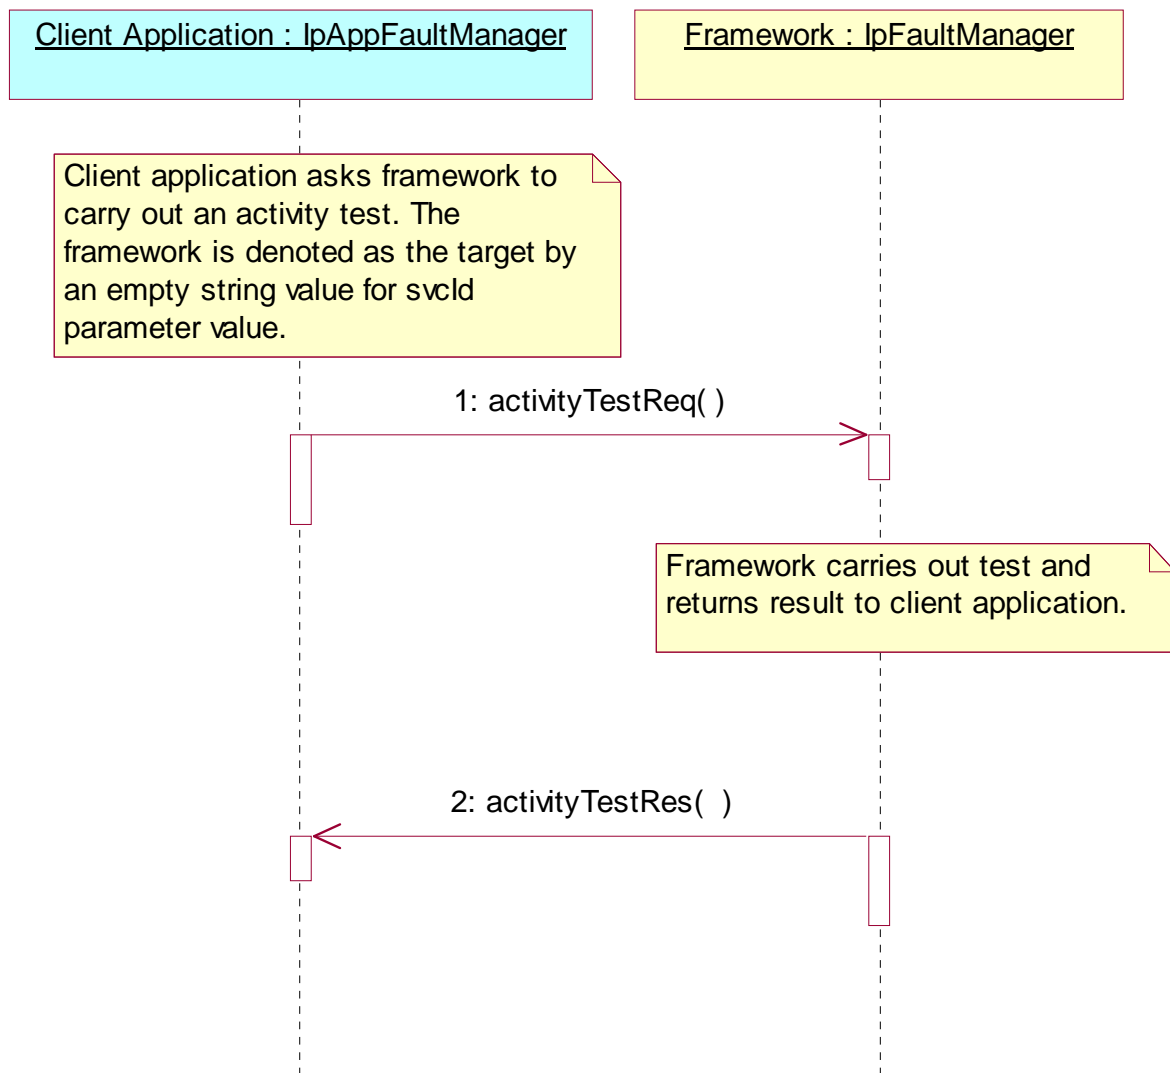 Client Application : IpAppFaultManager
Framework : IpFaultManager
Client application asks framework to
carry out an activity test. The
framework is denoted as the target by
an empty string value for svcId
parameter value.
1: activityTestReq( )
Framework carries out test and
returns result to client application.
2: activityTestRes(  )